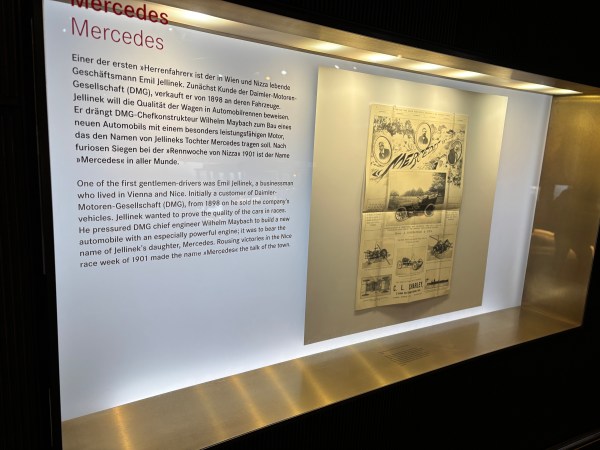 Mercedes
Mercedes
Einer der ersten »Herrenfahrer« ist der in Wien und Nizza lebende
Geschäftsmann Emil Jellinek. Zunächst Kunde der Daimler-Motoren-
Gesellschaft (DMG), verkauft er von 1898 an deren Fahrzeuge.
Jellinek will die Qualität der Wagen in Automobilrennen beweisen.
Er drängt DMG-Chefkonstrukteur Wilhelm Maybach zum Bau eines
neuen Automobils mit einem besonders leistungsfähigen Motor,
das den Namen von Jellineks Tochter Mercedes tragen soll. Nach
furiosen Siegen bei der »Rennwoche von Nizza« 1901 ist der Name
»Mercedes« in aller Munde.
One of the first gentlemen-drivers was Emil Jellinek, a businessman
who lived in Vienna and Nice. Initially a customer of Daimler-
Motoren-Gesellschaft (DMG), from 1898 on he sold the company's
vehicles. Jellinek wanted to prove the quality of the cars in races.
He pressured DMG chief engineer Wilhelm Maybach to build a new
automobile with an especially powerful engine; it was to bear the
name of Jellinek's daughter, Mercedes. Rousing victories in the Nice
race week of 1901 made the name »Mercedes« the talk of the town.
MERCEDES
C. L. CHARLEY